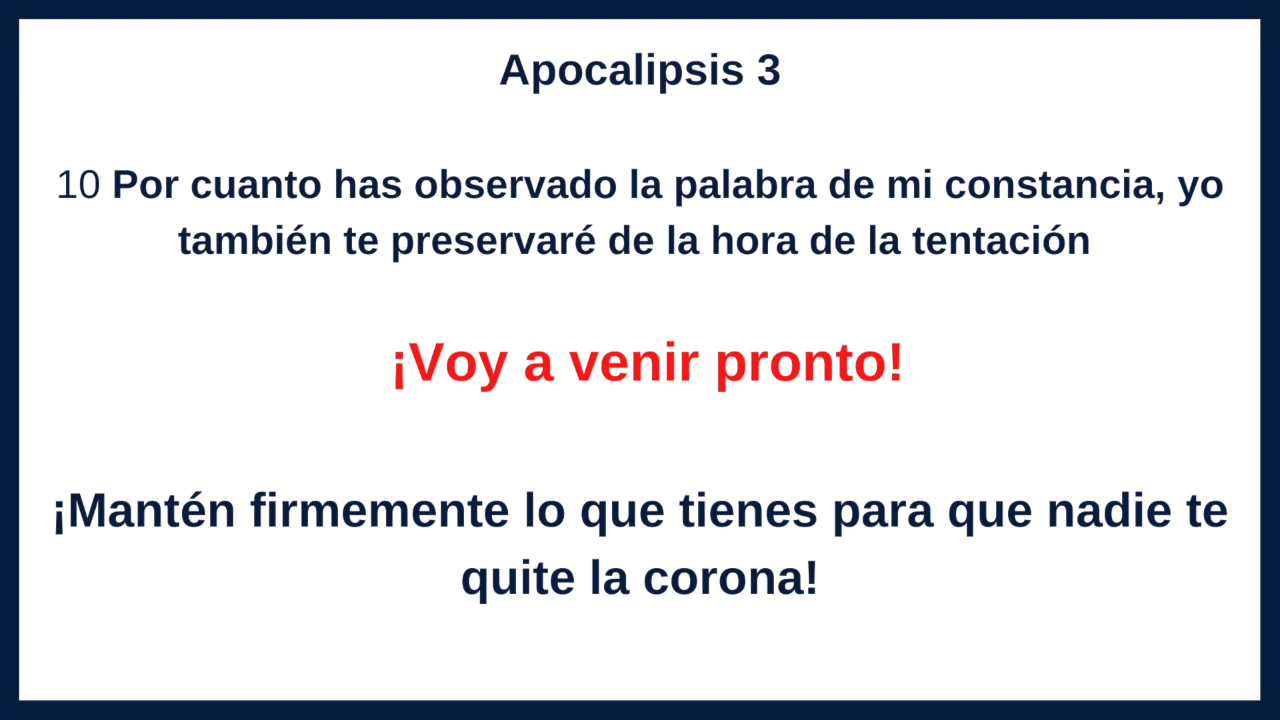 Apocalipsis 3
10 Por cuanto has observado la palabra de mi constancia, yo
también te preservaré de la hora de la tentación
¡Voy a venir pronto!
¡Mantén firmemente lo que tienes para que nadie te
quite la corona!